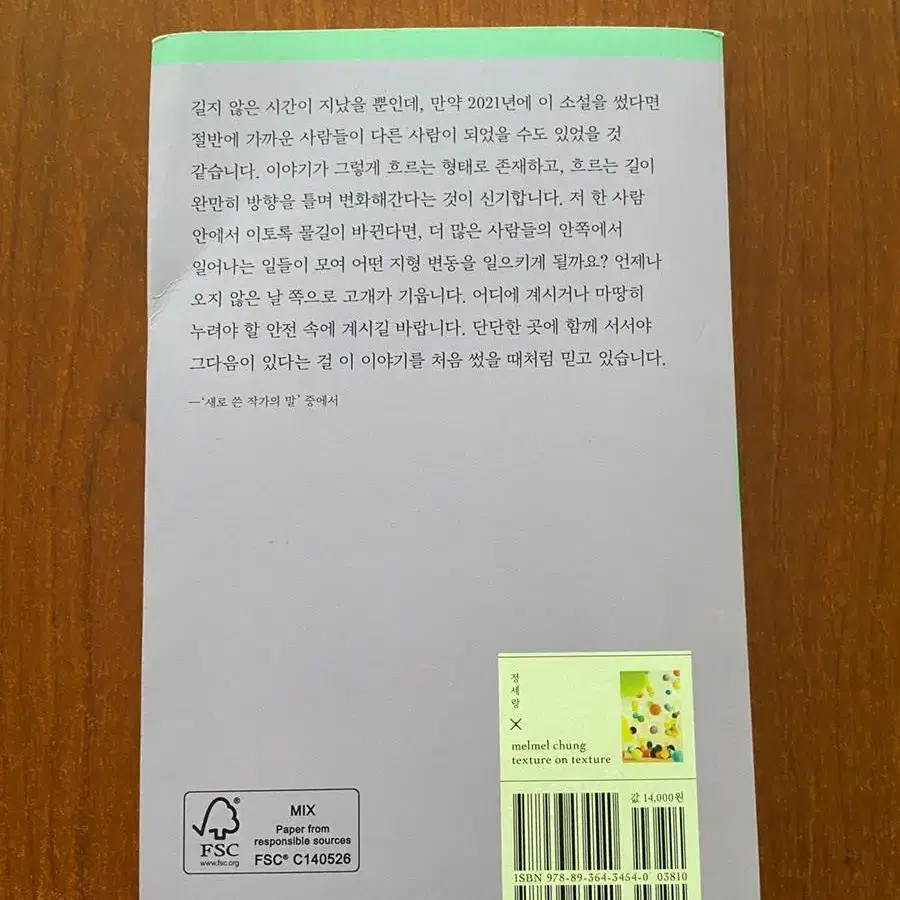 길지 않은 시간이 지났을 뿐인데, 만약 2021년에 이 소설을 썼다면
절반에 가까운 사람들이 다른 사람이 되었을 수도 있었을 것
같습니다. 이야기가 그렇게 흐르는 형태로 존재하고, 흐르는 길이
완만히 방향을 틀며 변화해간다는 것이 신기합니다. 저 한 사람
안에서 이토록 물길이 바뀐다면, 더 많은 사람들의 안쪽에서
일어나는 일들이 모여 어떤 지형 변동을 일으키게 될까요? 언제나
오지 않은 날 쪽으로 고개가 기웁니다. 어디에 계시거나 마땅히
누려야 할 안전 속에 계시길 바랍니다. 단단한 곳에 함께 서서야
그다음이 있다는 걸 이 이야기를 처음 썼을 때처럼 믿고 있습니다.
—‘새로 쓴 작가의 말’ 중에서
정세랑
×
melmel chung
texture on texture
값 14,000원
ISBN 978-89-364-3454-0 03810
FSC®
www.fsc.org
MIX
Paper from
responsible sources
FSC® C140526